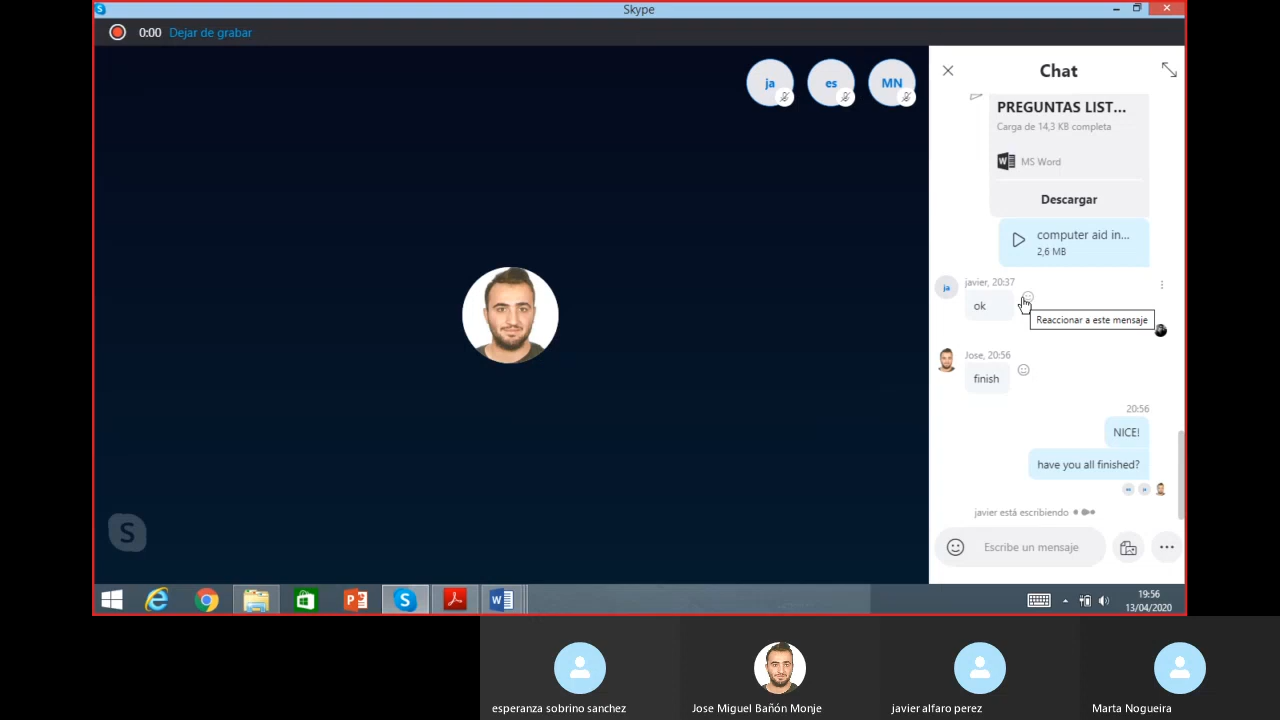 Skype
0:00 Dejar de grabar
ja
es
MN
Chat
PREGUNTAS LIST...
Carga de 14,3 KB completa
MS Word
Descargar
computer aid in...
2,6 MB
javier, 20:37
ja
ok
Reaccionar a este mensaje
Jose, 20:56
finish
20:56
NICE!
have you all finished?
javier está escribiendo
Escribe un mensaje
19:56
13/04/2020
esperanza sobrino sanchez
Jose Miguel Bañón Monje
javier alfaro perez
Marta Nogueira